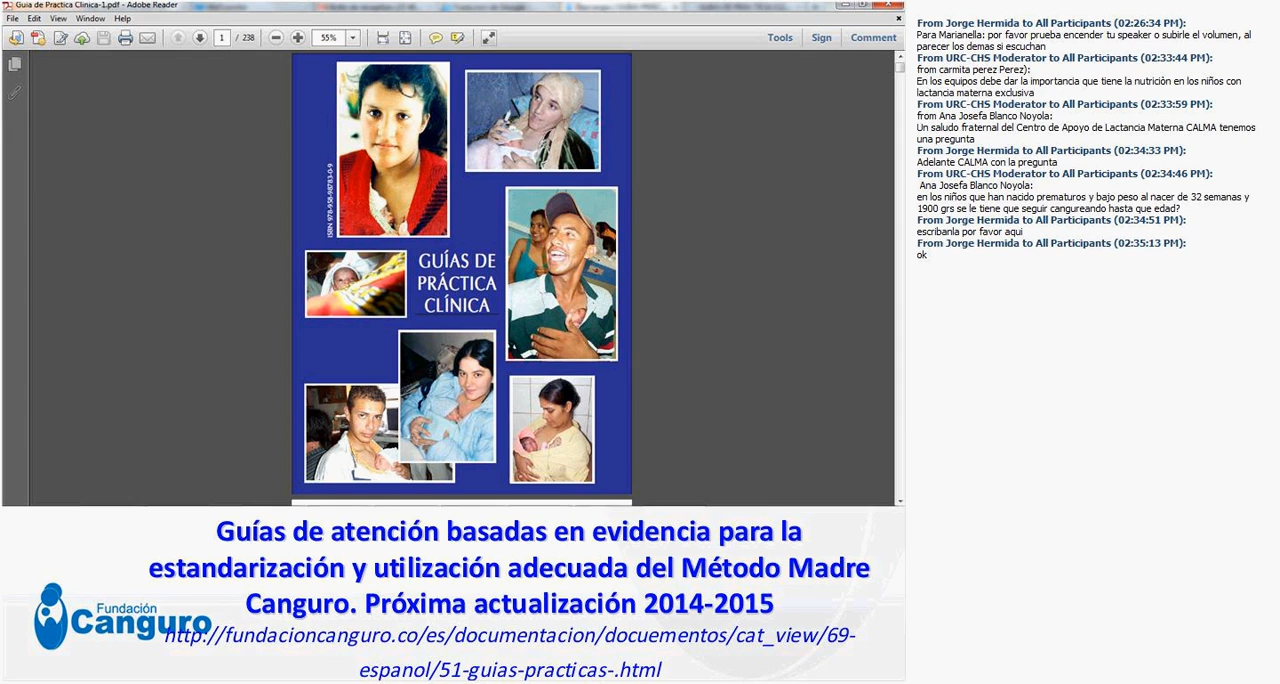 Guia de Practica Clinica-1.pdf - Adobe Reader
File Edit View Window Help
1 / 238
55%
Tools Sign Comment
ISBN 978-958-98783-0-9
GUÍAS DE
PRÁCTICA
CLÍNICA
Guías de atención basadas en evidencia para la
estandarización y utilización adecuada del Método Madre
Canguro. Próxima actualización 2014-2015
Fundación
Canguro
http://fundacioncanguro.co/es/documentacion/docuementos/cat_view/69-
espanol/51-guias-practicas-.html
From Jorge Hermida to All Participants (02:26:34 PM):
Para Marianella: por favor prueba encender tu speaker o subirle el volumen, al
parecer los demas si escuchan
From URC-CHS Moderator to All Participants (02:33:44 PM):
from carmita perez Perez):
En los equipos debe dar la importancia que tiene la nutriciòn en los niños con
lactancia materna exclusiva
From URC-CHS Moderator to All Participants (02:33:59 PM):
from Ana Josefa Blanco Noyola:
Un saludo fraternal del Centro de Apoyo de Lactancia Materna CALMA tenemos
una pregunta
From Jorge Hermida to All Participants (02:34:33 PM):
Adelante CALMA con la pregunta
From URC-CHS Moderator to All Participants (02:34:46 PM):
Ana Josefa Blanco Noyola:
en los niños que han nacido prematuros y bajo peso al nacer de 32 semanas y
1900 grs se le tiene que seguir cangureando hasta que edad?
From Jorge Hermida to All Participants (02:34:51 PM):
escribanla por favor aqui
From Jorge Hermida to All Participants (02:35:13 PM):
ok